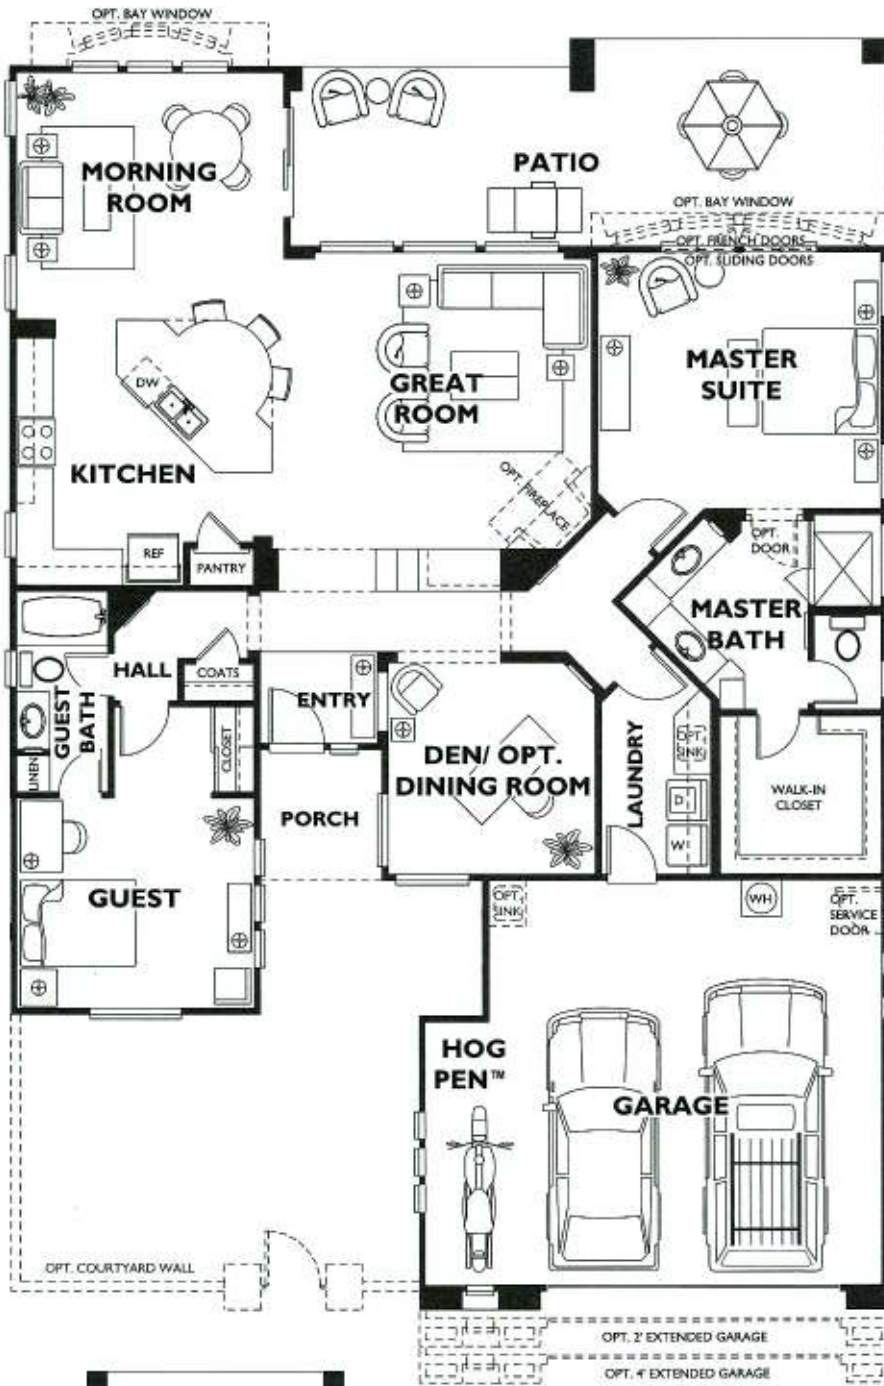 OPT. BAY WINDOW
MORNING
ROOM
PATIO
OPT. BAY WINDOW
OPT. FRENCH DOORS
OPT. SLIDING DOORS
MASTER
SUITE
GREAT
ROOM
DW
KITCHEN
OPT. FIREPLACE
REF
PANTRY
OPT.
DOOR
MASTER
BATH
HALL
COATS
GUEST
BATH
LINEN
CLOSET
ENTRY
DEN/ OPT.
DINING ROOM
LAUNDRY
OPT.
SINK
D
W
WALK-IN
CLOSET
PORCH
GUEST
OPT.
SINK
WH
OPT.
SERVICE
DOOR
HOG
PEN™
GARAGE
OPT. COURTYARD WALL
OPT. 2' EXTENDED GARAGE
OPT. 4' EXTENDED GARAGE